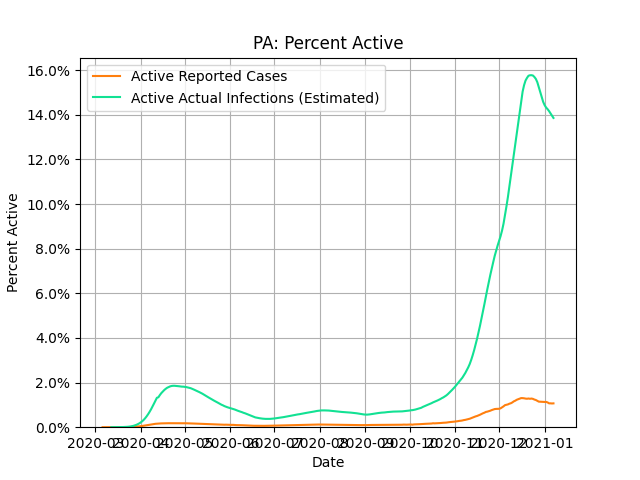 PA: Percent Active
Active Reported Cases
Active Actual Infections (Estimated)
16.0%
14.0%
12.0%
10.0%
8.0%
6.0%
4.0%
2.0%
0.0%
Percent Active
2020-03 2020-04 2020-05 2020-06 2020-07 2020-08 2020-09 2020-10 2020-11 2020-12 2021-01
Date